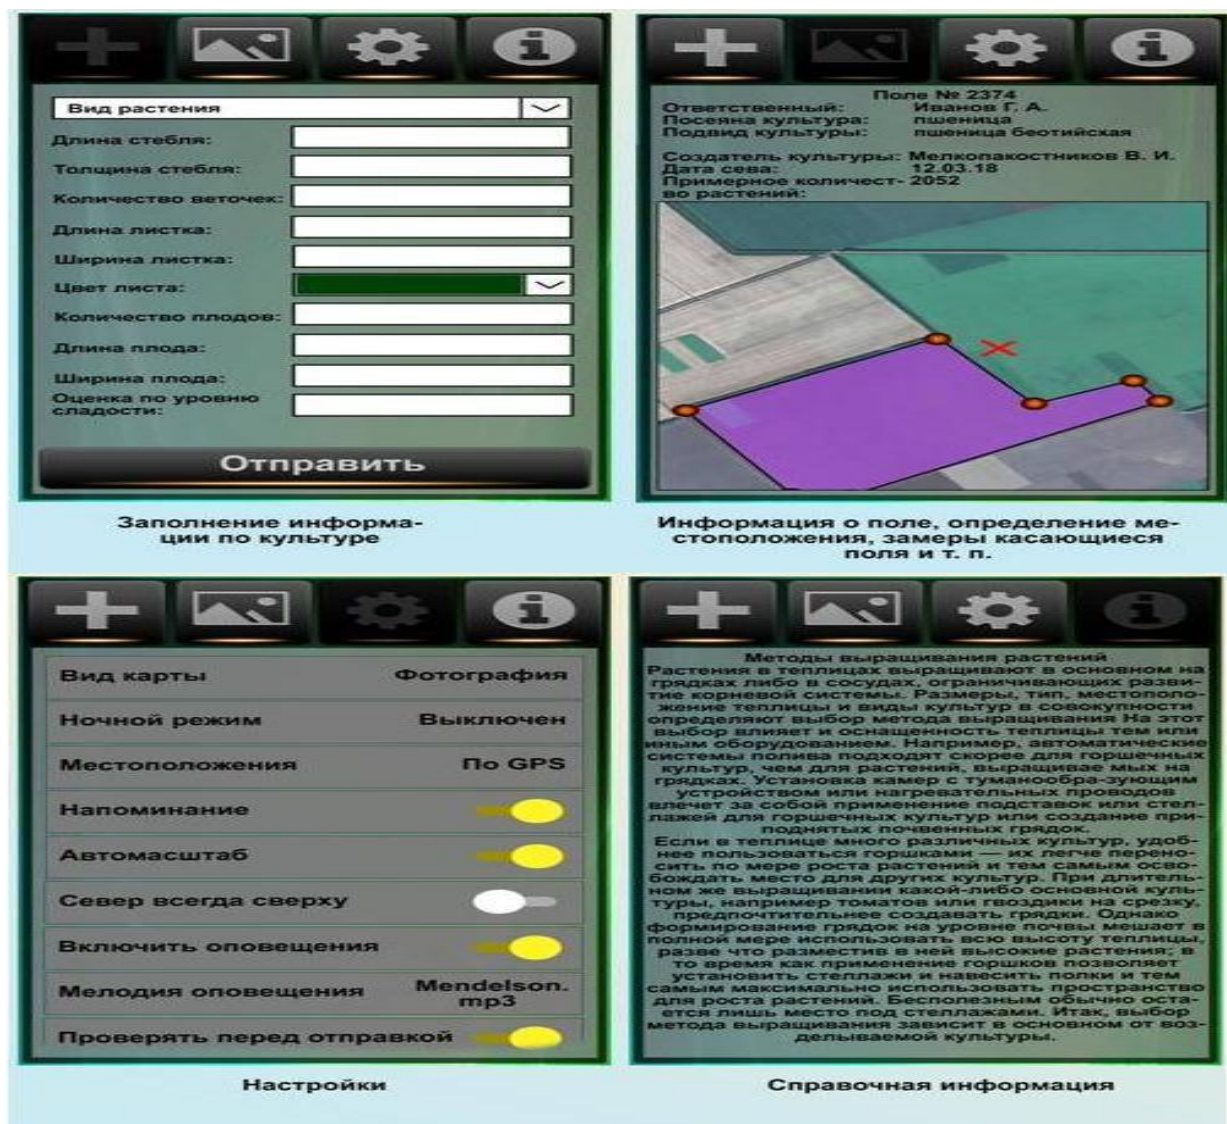 Вид растения
Длина стебля:
Толщина стебля:
Количество веточек:
Длина листка:
Ширина листка:
Цвет листа:
Количество плодов:
Длина плода:
Ширина плода:
Оценка по уровню
сладости:
Отправить
Заполнение информа-
ции по культуре
Поле № 2374
Ответственный: Иванов Г. А.
Посеяна культура: пшеница
Подвид культуры: пшеница беотийская
Создатель культуры: Мелкопакостников В. И.
Дата сева: 12.03.18
Примерное количест- 2052
во растений:
Информация о поле, определение ме-
стоположения, замеры касающиеся
поля и т. п.
Вид карты Фотография
Ночной режим Выключен
Местоположения По GPS
Напоминание
Автомасштаб
Север всегда сверху
Включить оповещения
Мелодия оповещения Mendelson.
mp3
Проверять перед отправкой
Настройки
Методы выращивания растений
Растения в теплицах выращивают в основном на
грядках либо в сосудах, ограничивающих разви-
тие корневой системы. Размеры, тип, местополо-
жение теплицы и виды культур в совокупности
определяют выбор метода выращивания На этот
выбор влияет и оснащенность теплицы тем или
иным оборудованием. Например, автоматические
системы полива подходят скорее для горшечных
культур, чем для растений, выращивае мых на
грядках. Установка камер с туманообра-зующим
устройством или нагревательных проводов
влечет за собой применение подставок или стел-
лажей для горшечных культур или создание при-
поднятых почвенных грядок.
Если в теплице много различных культур, удоб-
нее пользоваться горшками — их легче перено-
сить по мере роста растений и тем самым осво-
бождать место для других культур. При длитель-
ном же выращивании какой-либо основной куль-
туры, например томатов или гвоздики на срезку,
предпочтительнее создавать грядки. Однако
формирование грядок на уровне почвы мешает в
полной мере использовать всю высоту теплицы,
разве что разместив в ней высокие растения; в
то время как применение горшков позволяет
установить стеллажи и навесить полки и тем
самым максимально использовать пространство
для роста растений. Бесполезным обычно оста-
ется лишь место под стеллажами. Итак, выбор
метода выращивания зависит в основном от воз-
делываемой культуры.
Справочная информация